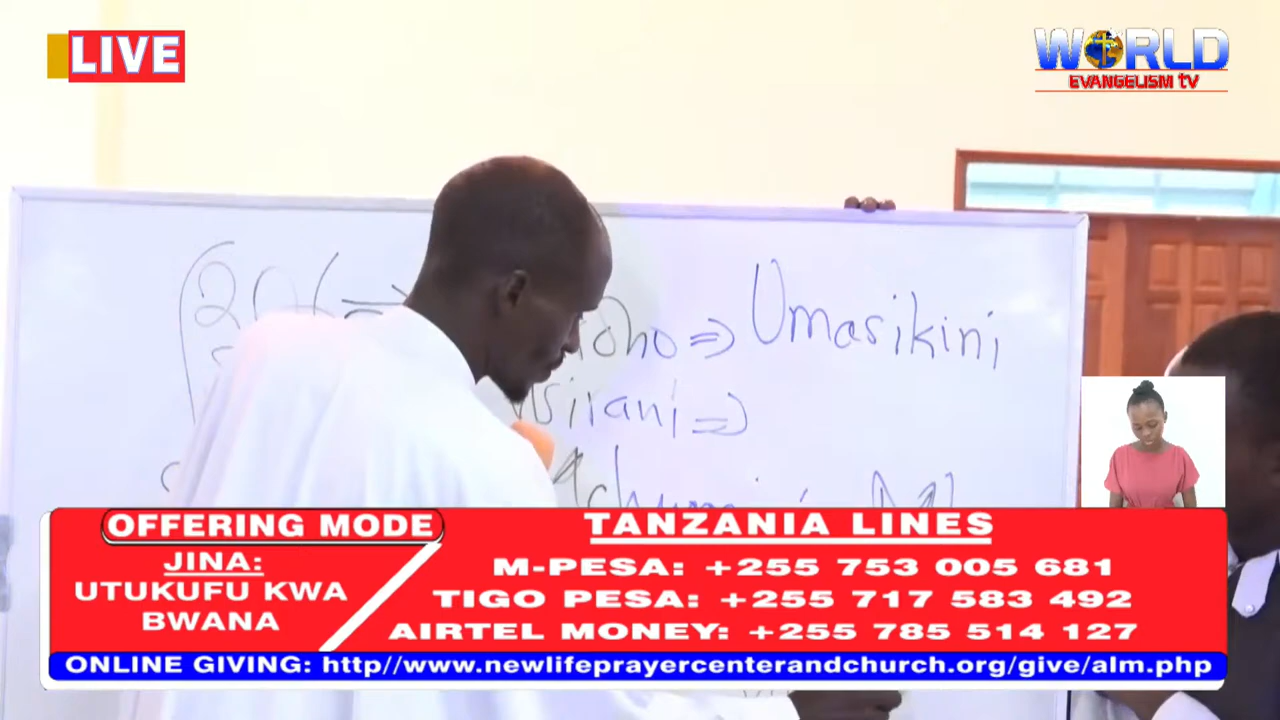 LIVE
WORLD
EVANGELISM TV
ioho => Umasikini
siiani =>
OFFERING MODE
JINA:
UTUKUFU KWA
BWANA
TANZANIA LINES
M-PESA: +255 753 005 681
TIGO PESA: +255 717 583 492
AIRTEL MONEY: +255 785 514 127
ONLINE GIVING: http//www.newlifeprayercenterandchurch.org/give/alm.php